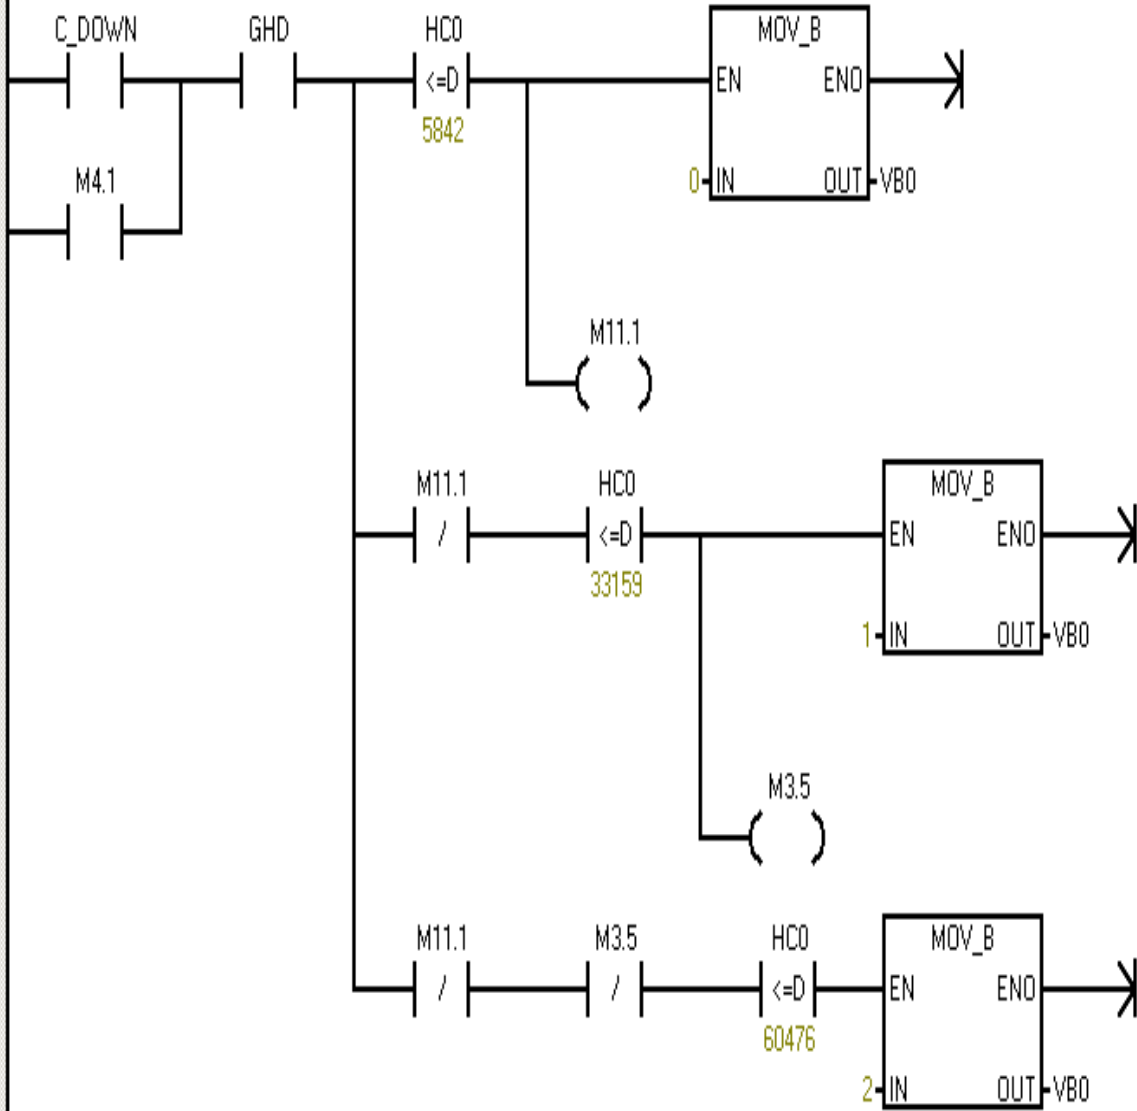 C_DOWN GHD HC0 MOV_B
<=D EN ENO
5842
M4.1 0 IN OUT VB0
M11.1
M11.1 HC0 MOV_B
/ <=D EN ENO
33159
1 IN OUT VB0
M3.5
M11.1 M3.5 HC0 MOV_B
/ / <=D EN ENO
60476
2 IN OUT VB0